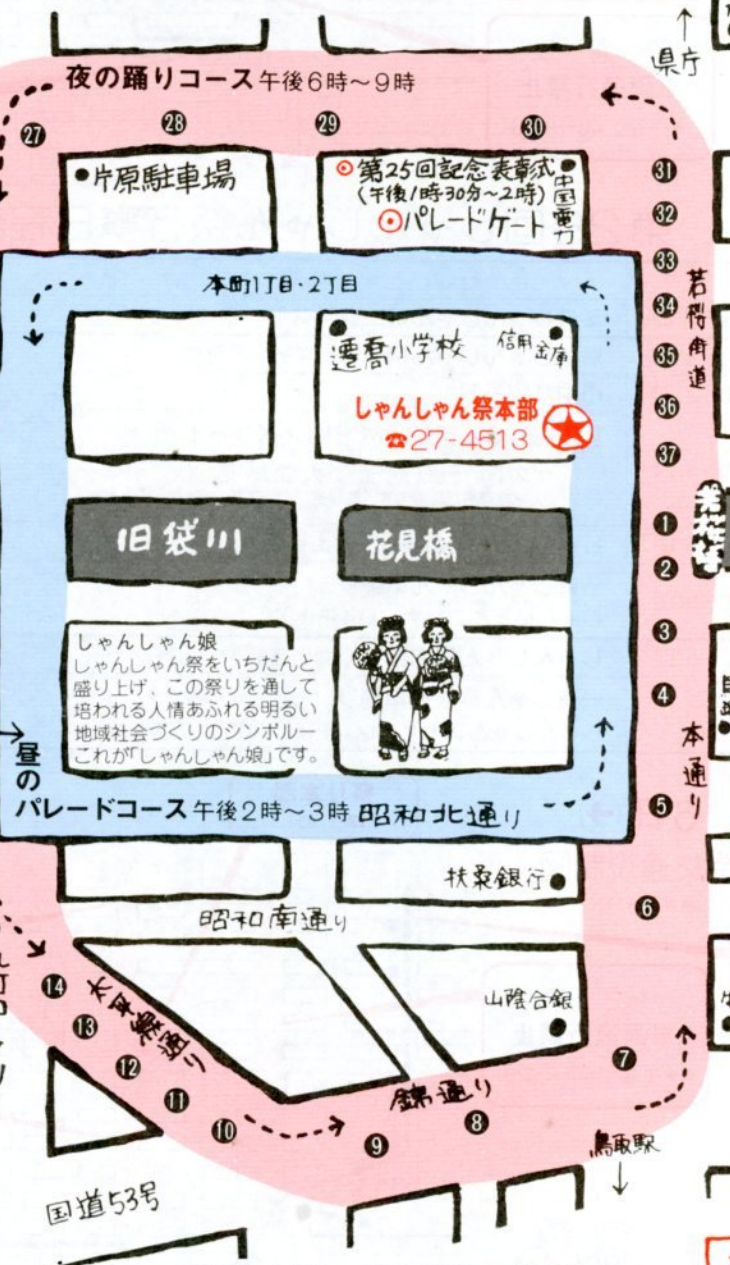 ↑
県庁
夜の踊りコース 午後6時～9時
27
28
29
30
31
32
33
34
35
36
37
片原駐車場
第25回記念表彰式
(午後1時30分～2時)
パレードゲート
中国電力
本町1丁目・2丁目
若桜街道
遷喬小学校
信用金庫
しゃんしゃん祭本部
☎27-4513
旧袋川
花見橋
若桜橋
1
2
3
4
5
6
7
8
9
10
11
12
13
14
しゃんしゃん娘
しゃんしゃん祭をいちだんと
盛り上げ、この祭りを通して
培われる人情あふれる明るい
地域社会づくりのシンボルー
これが「しゃんしゃん娘」です。
本通り
昼の
パレードコース 午後2時～3時
昭和北通り
扶桑銀行
昭和南通り
太平線通り
山陰合銀
錦通り
鳥取駅
↓
国道53号